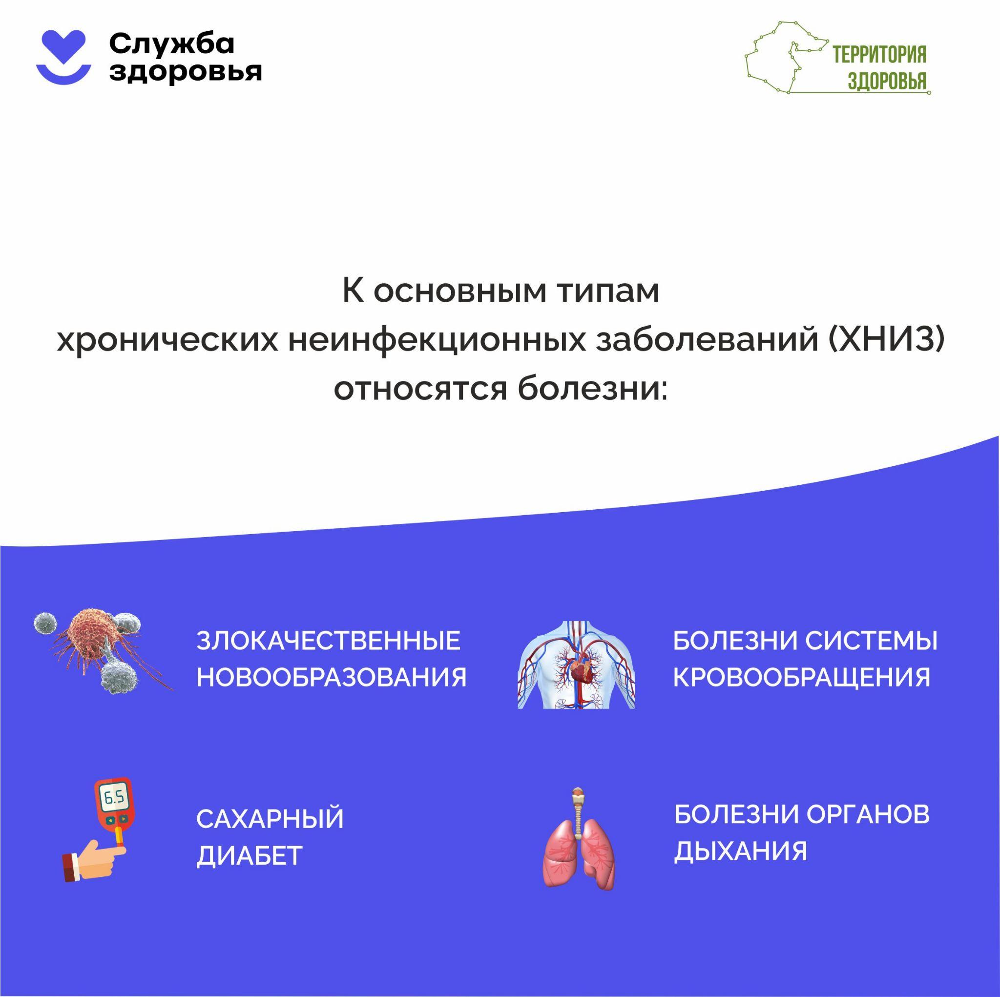 Служба
здоровья
ТЕРРИТОРИЯ
ЗДОРОВЬЯ
К основным типам
хронических неинфекционных заболеваний (ХНИЗ)
относятся болезни:
ЗЛОКАЧЕСТВЕННЫЕ
НОВООБРАЗОВАНИЯ
БОЛЕЗНИ СИСТЕМЫ
КРОВООБРАЩЕНИЯ
6.5
САХАРНЫЙ
ДИАБЕТ
БОЛЕЗНИ ОРГАНОВ
ДЫХАНИЯ